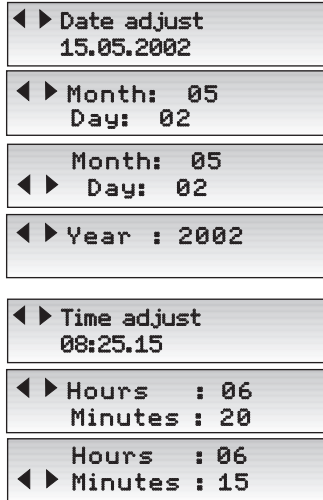 Date adjust
15.05.2002
Month: 05
Day: 02
Month: 05
Day: 02
Year : 2002
Time adjust
08:25.15
Hours : 06
Minutes : 20
Hours : 06
Minutes : 15